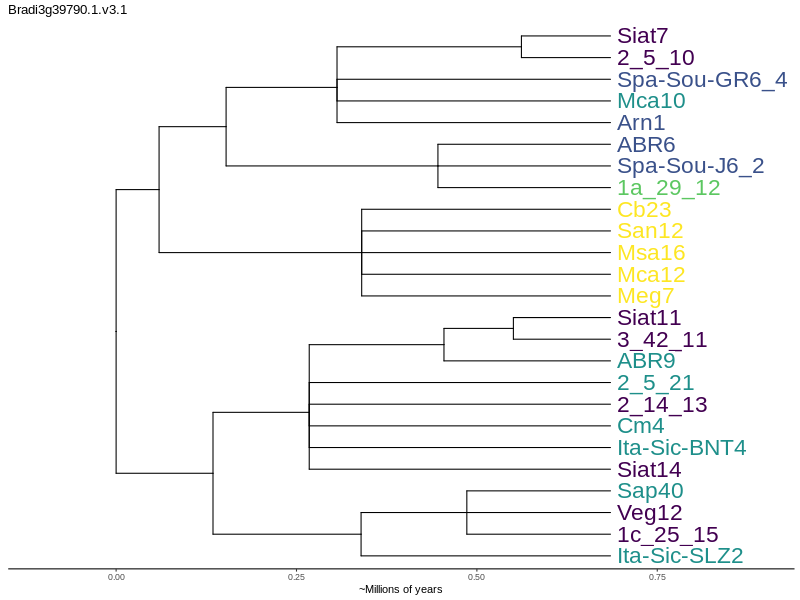 Bradi3g39790.1.v3.1
Siat7
2_5_10
Spa-Sou-GR6_4
Mca10
Arn1
ABR6
Spa-Sou-J6_2
1a_29_12
Cb23
San12
Msa16
Mca12
Meg7
Siat11
3_42_11
ABR9
2_5_21
2_14_13
Cm4
Ita-Sic-BNT4
Siat14
Sap40
Veg12
1c_25_15
Ita-Sic-SLZ2
0.00 0.25 0.50 0.75
~Millions of years